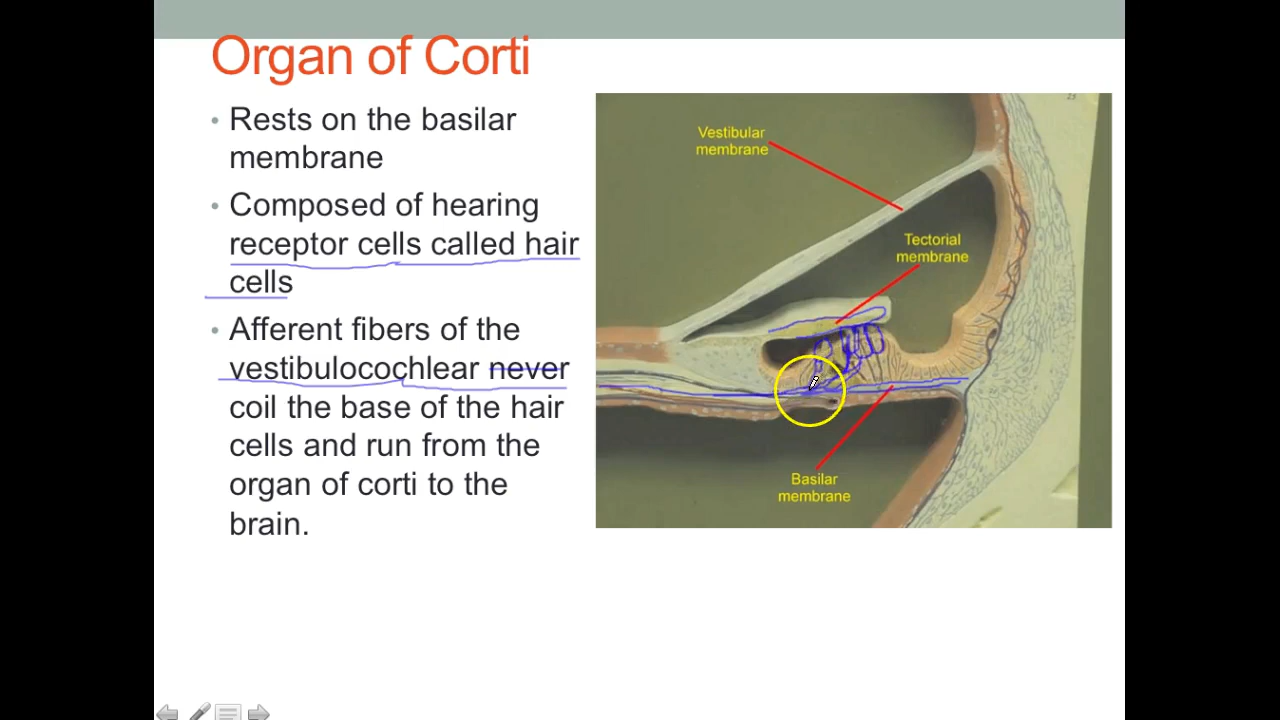 Organ of Corti
• Rests on the basilar
membrane
• Composed of hearing
receptor cells called hair
cells
• Afferent fibers of the
vestibulocochlear never
coil the base of the hair
cells and run from the
organ of corti to the
brain.
Vestibular
membrane
Tectorial
membrane
Basilar
membrane